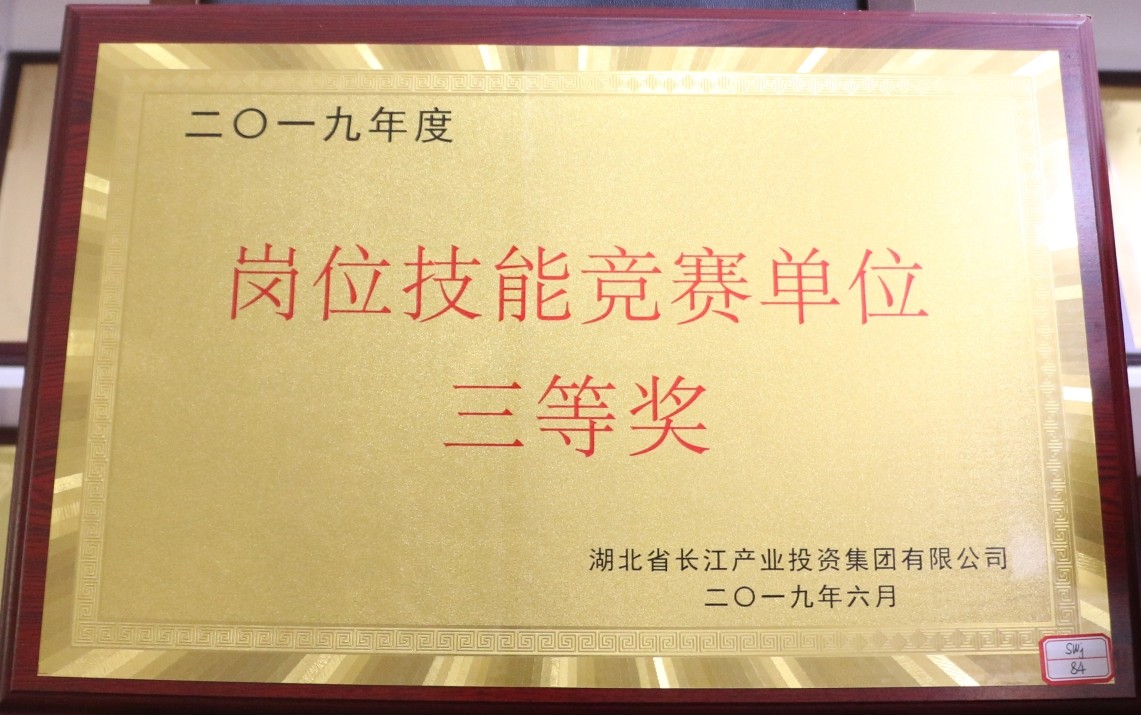 二〇一九年度
岗位技能竞赛单位
三等奖
湖北省长江产业投资集团有限公司
二〇一九年六月
84